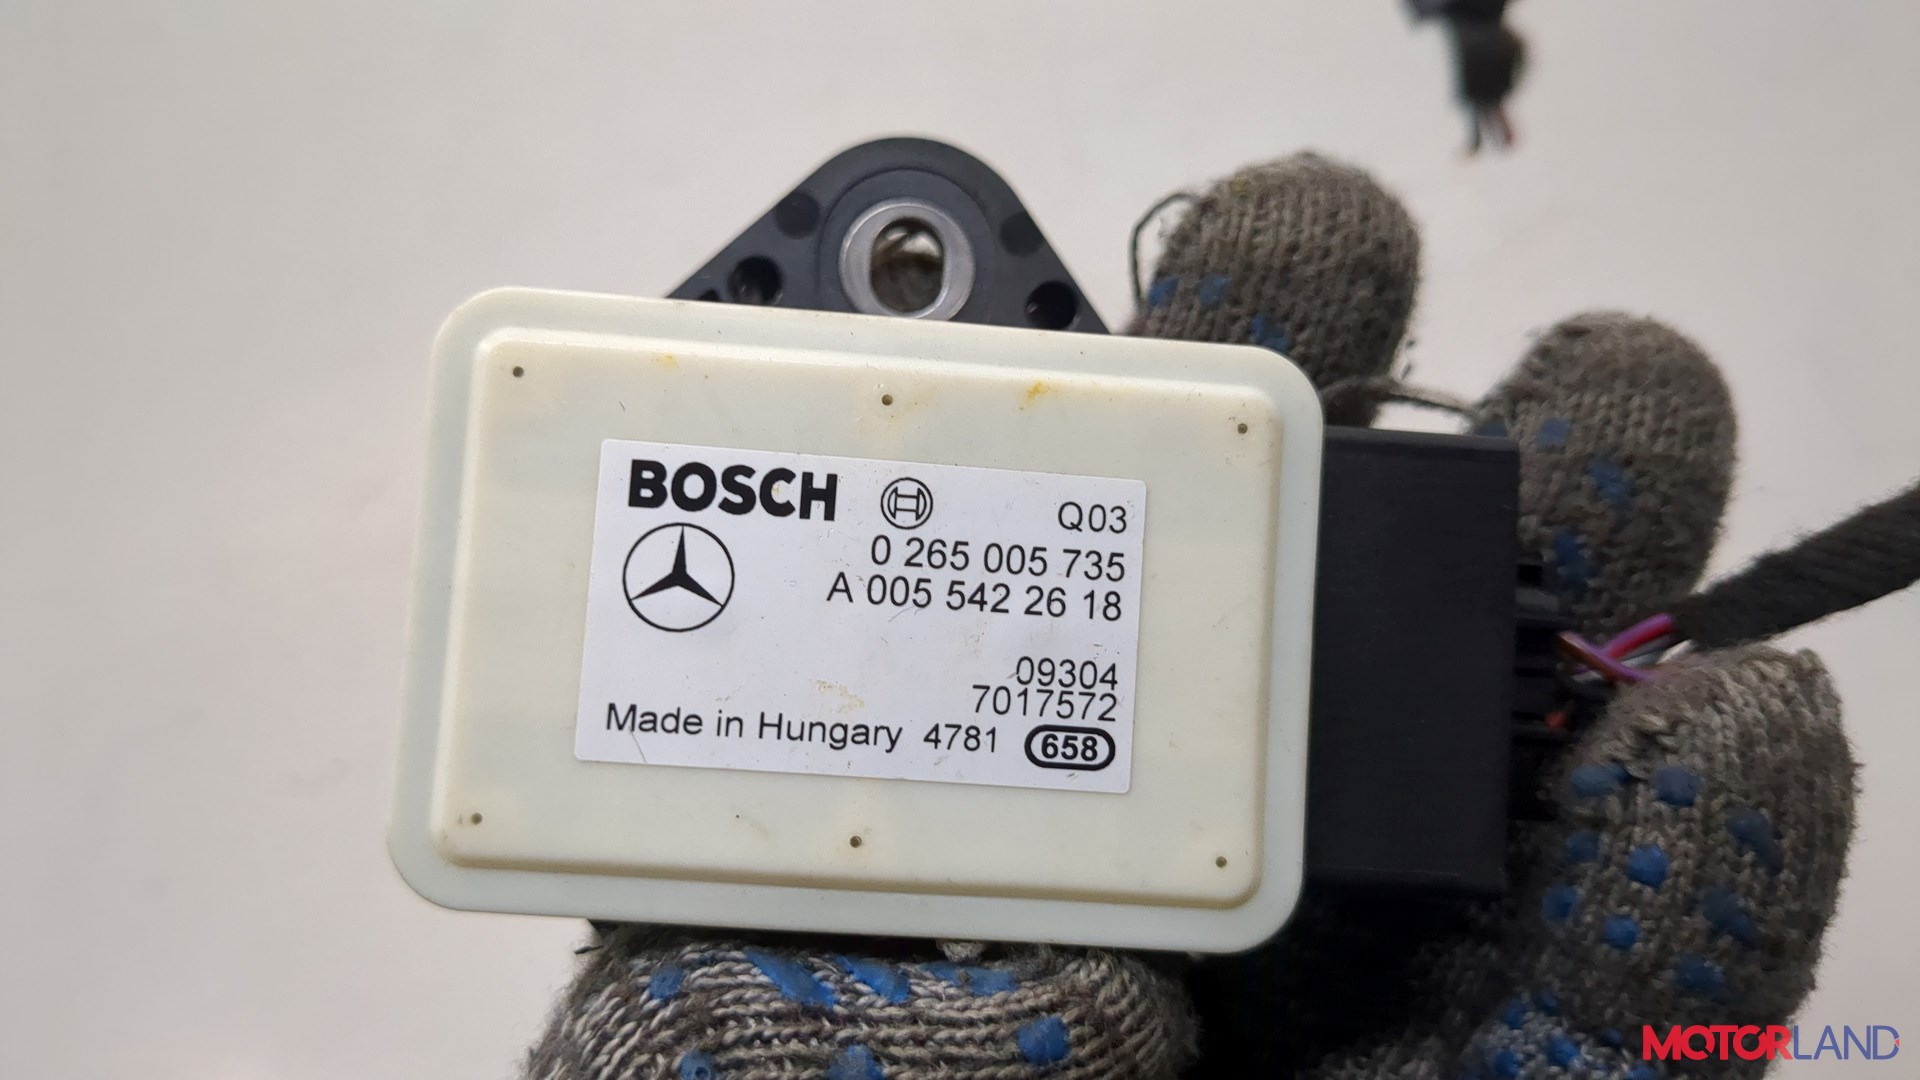 BOSCH Q03
0 265 005 735
A 005 542 26 18
09304
7017572
Made in Hungary 4781 658
MOTORLAND